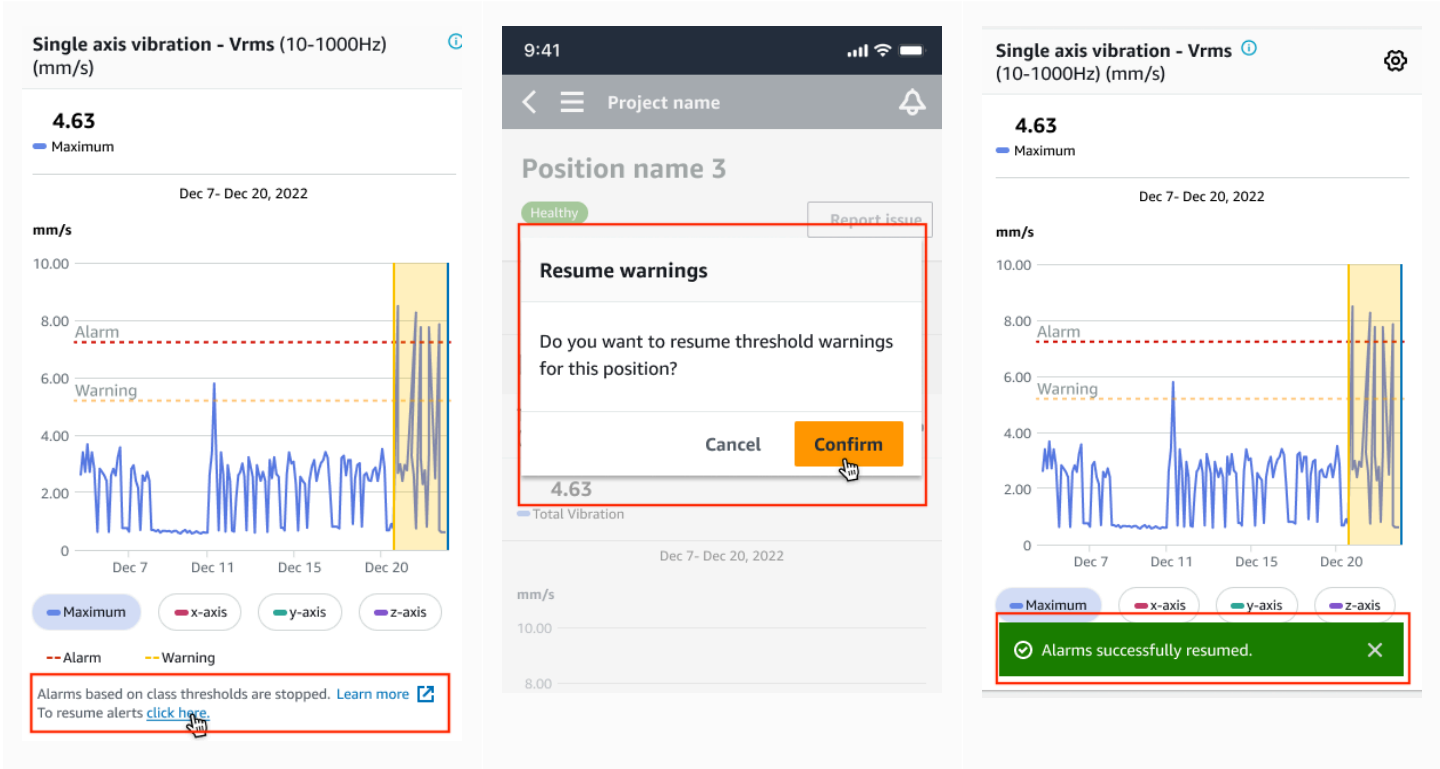 Single axis vibration - Vrms (10-1000Hz)
(mm/s)
4.63
Maximum
Dec 7- Dec 20, 2022
mm/s
10.00
8.00
Alarm
6.00
Warning
4.00
2.00
0
Dec 7 Dec 11 Dec 15 Dec 20
Maximum x-axis y-axis z-axis
Alarm Warning
Alarms based on class thresholds are stopped. Learn more
To resume alerts click here.
9:41
Project name
Position name 3
Healthy
Report issue
Resume warnings
Do you want to resume threshold warnings
for this position?
Cancel Confirm
4.63
Total Vibration
Dec 7- Dec 20, 2022
mm/s
10.00
8.00
Single axis vibration - Vrms
(10-1000Hz) (mm/s)
4.63
Maximum
Dec 7- Dec 20, 2022
mm/s
10.00
8.00
Alarm
6.00
Warning
4.00
2.00
0
Dec 7 Dec 11 Dec 15 Dec 20
Maximum x-axis y-axis z-axis
Alarms successfully resumed.